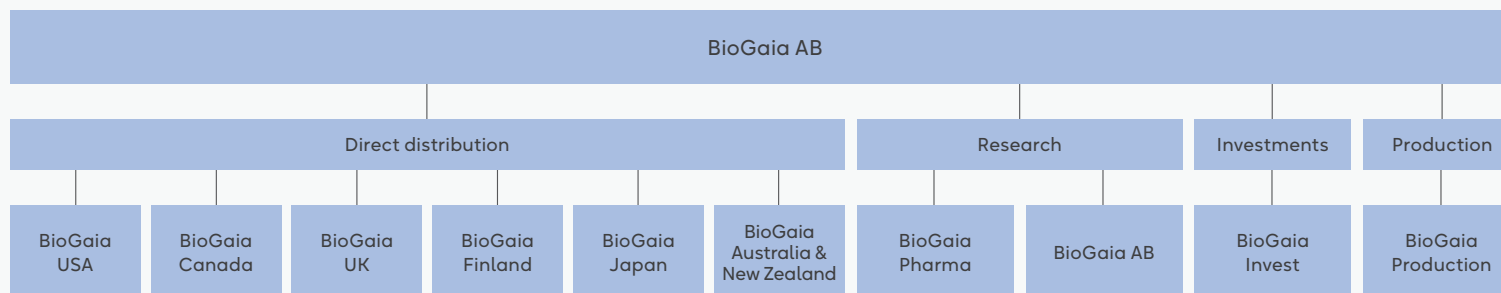 BioGaia AB
Direct distribution
Research
Investments
Production
BioGaia
USA
BioGaia
Canada
BioGaia
UK
BioGaia
Finland
BioGaia
Japan
BioGaia
Australia &
New Zealand
BioGaia
Pharma
BioGaia AB
BioGaia
Invest
BioGaia
Production